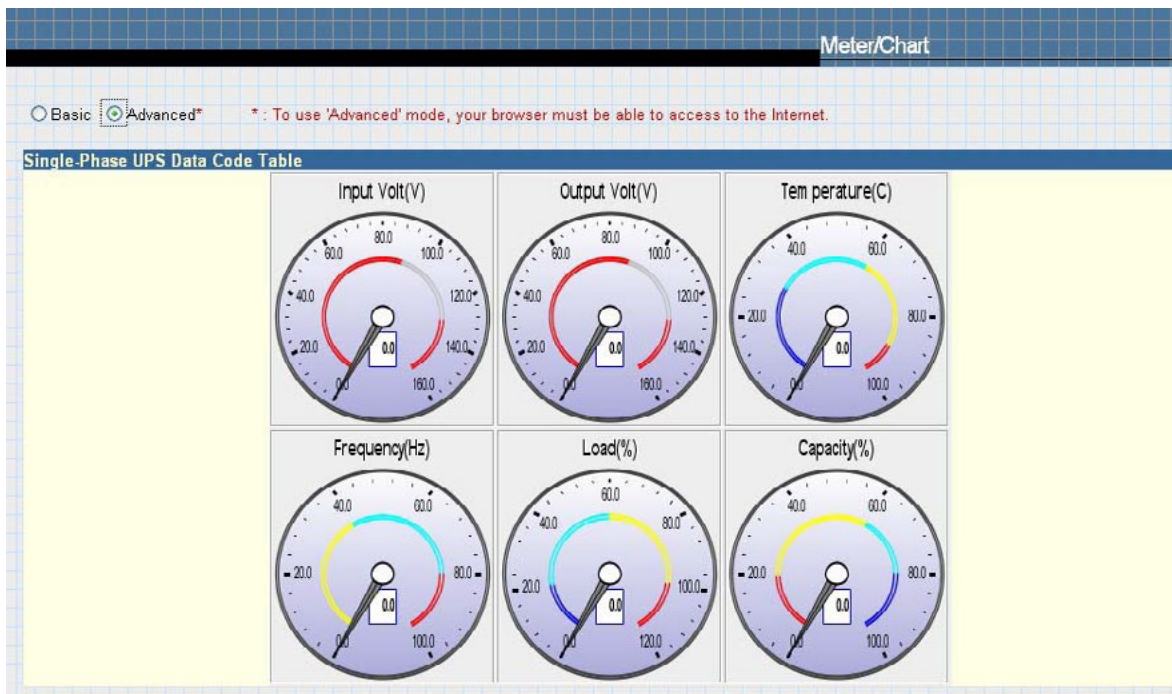 Meter/Chart
Basic Advanced* * : To use 'Advanced' mode, your browser must be able to access to the Internet.
Single-Phase UPS Data Code Table
Input Volt(V)
0.0 20.0 40.0 60.0 80.0 100.0 120.0 140.0 160.0
0.0
Output Volt(V)
0.0 20.0 40.0 60.0 80.0 100.0 120.0 140.0 160.0
0.0
Tem perature(C)
0.0 20.0 40.0 60.0 80.0 100.0
0.0
Frequency(Hz)
0.0 20.0 40.0 60.0 80.0 100.0
0.0
Load(%)
0.0 20.0 40.0 60.0 80.0 100.0 120.0
0.0
Capacity(%)
0.0 20.0 40.0 60.0 80.0 100.0
0.0